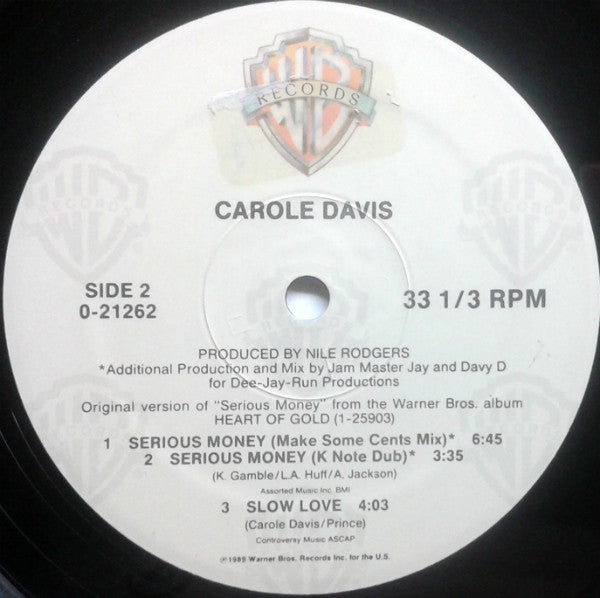 WB
RECORDS
CAROLE DAVIS
SIDE 2
0-21262
33 1/3 RPM
PRODUCED BY NILE RODGERS
*Additional Production and Mix by Jam Master Jay and Davy D
for Dee-Jay-Run Productions
Original version of "Serious Money" from the Warner Bros. album
HEART OF GOLD (1-25903)
1 SERIOUS MONEY (Make Some Cents Mix)* 6:45
2 SERIOUS MONEY (K Note Dub)* 3:35
(K. Gamble/L.A. Huff/A. Jackson)
Assorted Music Inc. BMI
3 SLOW LOVE 4:03
(Carole Davis/Prince)
Controversy Music ASCAP
℗1989 Warner Bros. Records Inc. for the U.S.